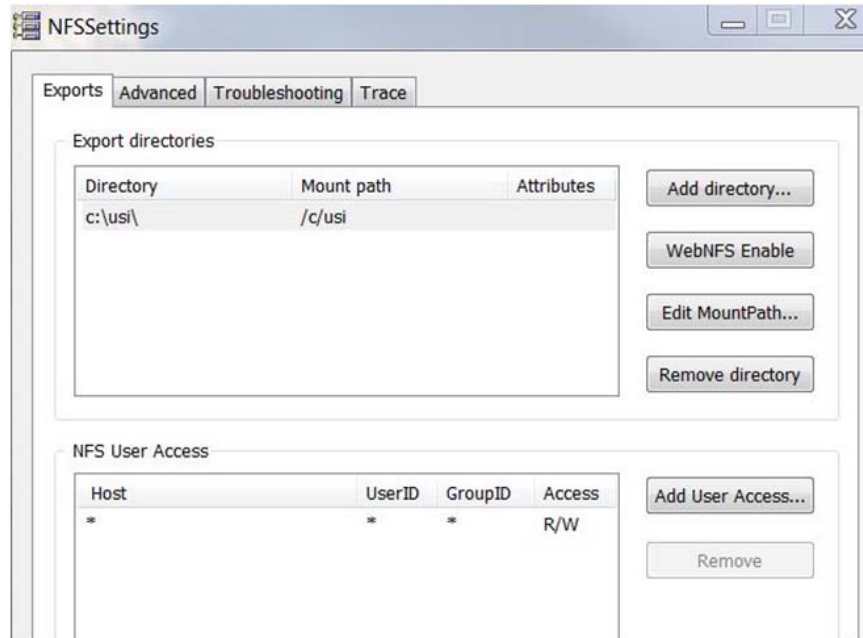 NFSSettings
Exports Advanced Troubleshooting Trace
Export directories
Directory Mount path Attributes
c:\usi\ /c/usi
Add directory...
WebNFS Enable
Edit MountPath...
Remove directory
NFS User Access
Host UserID GroupID Access
* * * R/W
Add User Access...
Remove